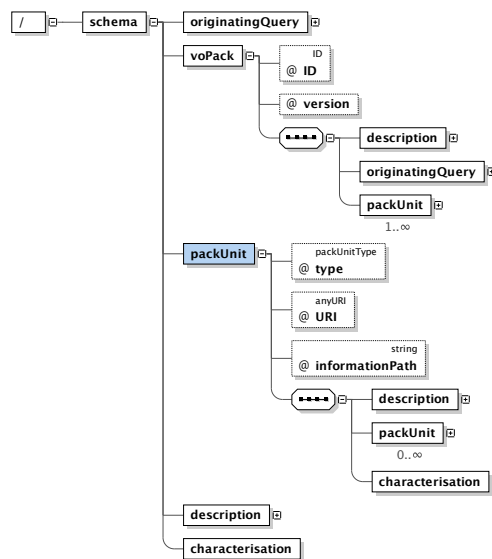 /
schema
originatingQuery
voPack
ID
@ ID
@ version
description
originatingQuery
packUnit
1..∞
packUnit
packUnitType
@ type
anyURI
@ URI
string
@ informationPath
description
packUnit
0..∞
characterisation
description
characterisation